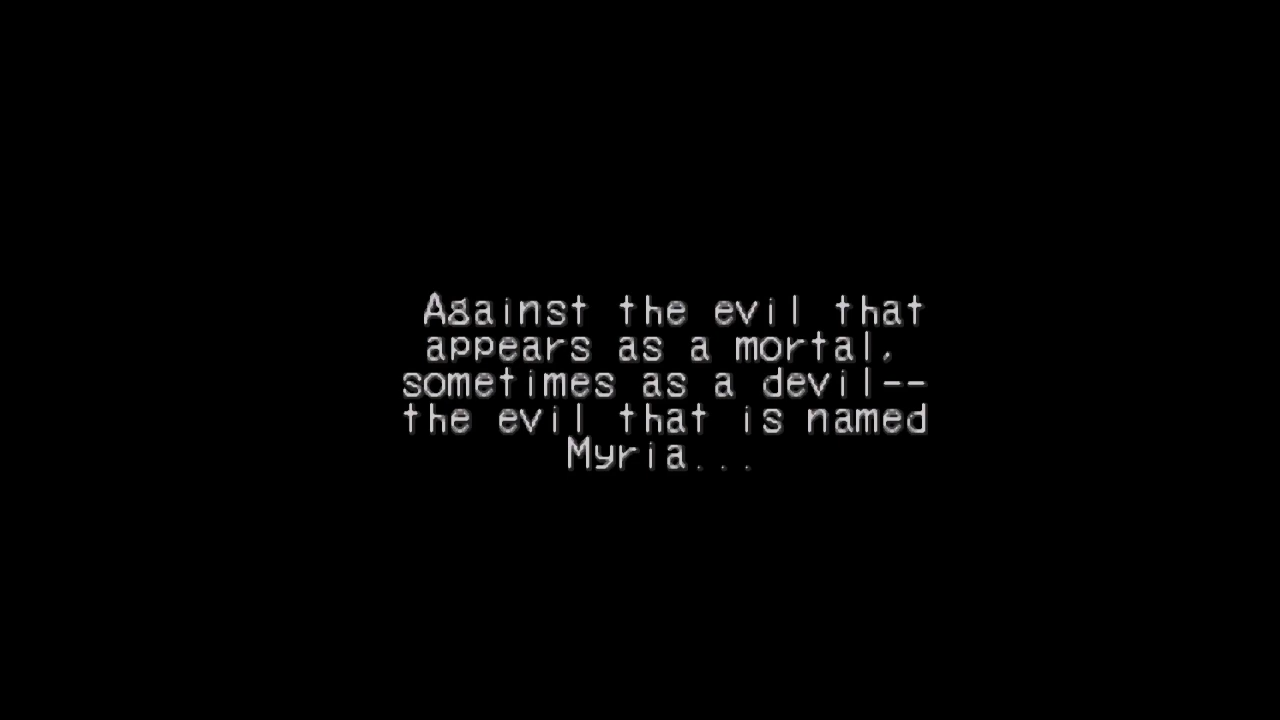 Against the evil that
appears as a mortal,
sometimes as a devil--
the evil that is named
Myria...